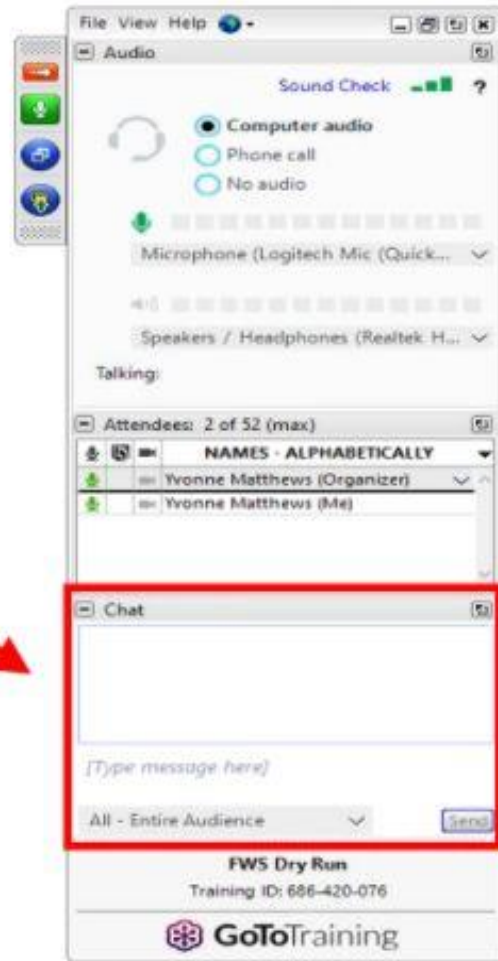 File View Help
Audio
Sound Check ?
Computer audio
Phone call
No audio
Microphone (Logitech Mic (Quick...
Speakers / Headphones (Realtek H...
Talking:
Attendees: 2 of 52 (max)
NAMES - ALPHABETICALLY
Yvonne Matthews (Organizer)
Yvonne Matthews (Me)
Chat
[Type message here]
All - Entire Audience
Send
FWS Dry Run
Training ID: 686-420-076
GoToTraining